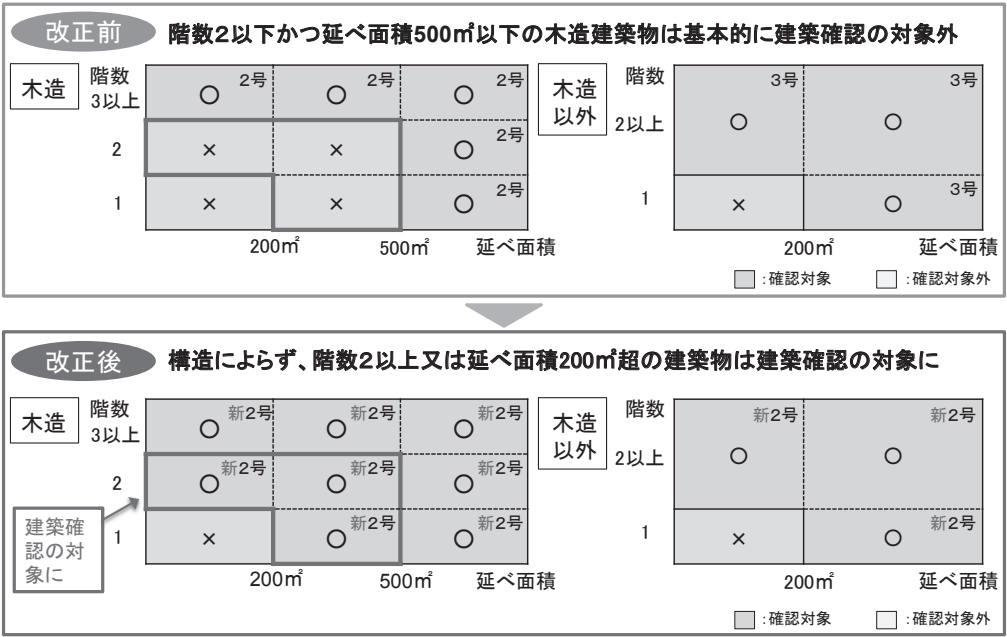 改正前 階数2以下かつ延べ面積500㎡以下の木造建築物は基本的に建築確認の対象外
木造
階数
3以上 ○ 2号 ○ 2号 ○ 2号
2 × × ○ 2号
1 × × ○ 2号
200㎡ 500㎡ 延べ面積
木造
以外
階数
2以上 ○ 3号 ○ 3号
1 × ○ 3号
200㎡ 延べ面積
:確認対象 :確認対象外
改正後 構造によらず、階数2以上又は延べ面積200㎡超の建築物は建築確認の対象に
木造
階数
3以上 ○ 新2号 ○ 新2号 ○ 新2号
2 ○ 新2号 ○ 新2号 ○ 新2号
1 × ○ 新2号 ○ 新2号
200㎡ 500㎡ 延べ面積
建築確
認の対
象に
木造
以外
階数
2以上 ○ 新2号 ○ 新2号
1 × ○ 新2号
200㎡ 延べ面積
:確認対象 :確認対象外